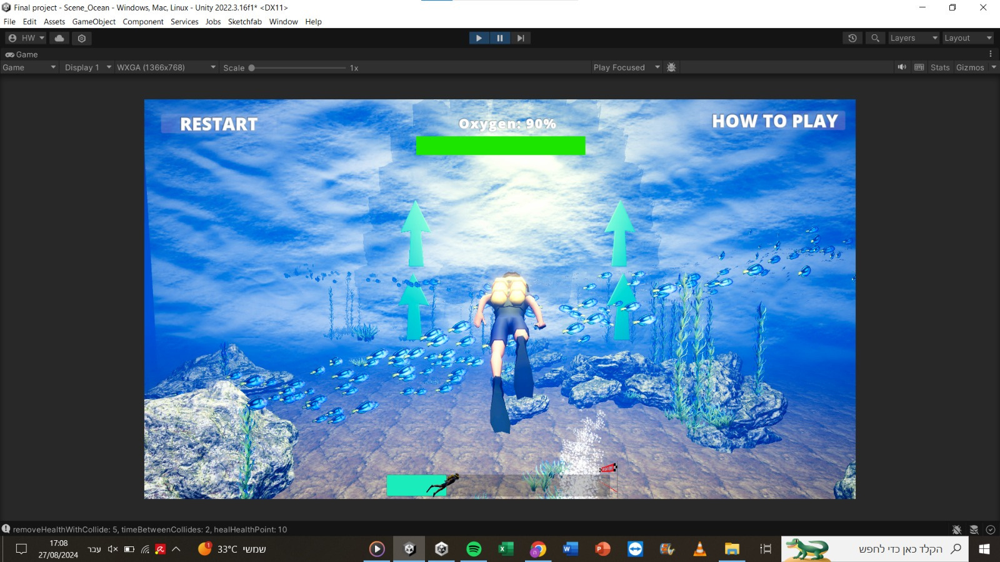 Final project - Scene_Ocean - Windows, Mac, Linux - Unity 2022.3.16f1* <DX11>
File Edit Assets GameObject Component Services Jobs Sketchfab Window Help
HW Layers Layout
Game
Game Display 1 WXGA (1366x768) Scale 1x Play Focused Stats Gizmos
RESTART Oxygen: 90% HOW TO PLAY
removeHealthWithCollide: 5, timeBetweenCollides: 2, healHealthPoint: 10
17:08
27/08/2024
עבר
33°C שמשי
הקלד כאן כדי לחפש